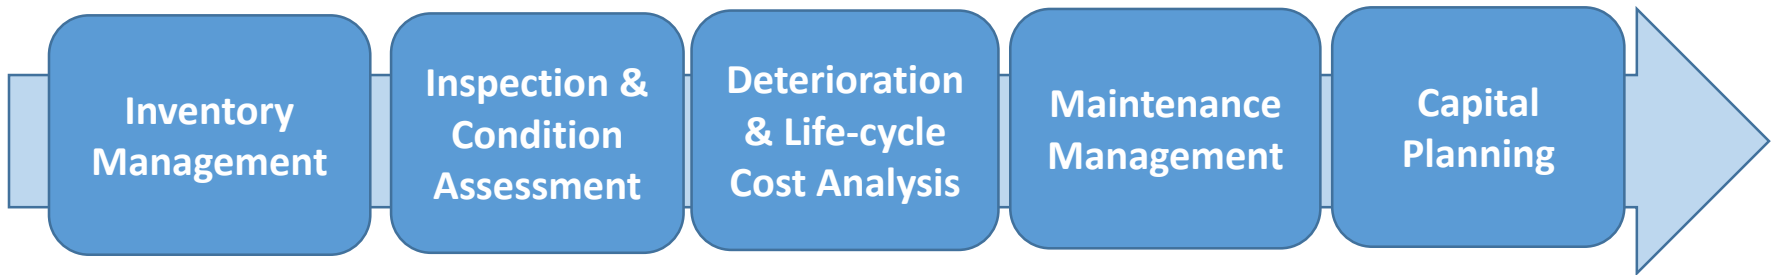 Inventory
Management
Inspection &
Condition
Assessment
Deterioration
& Life-cycle
Cost Analysis
Maintenance
Management
Capital
Planning